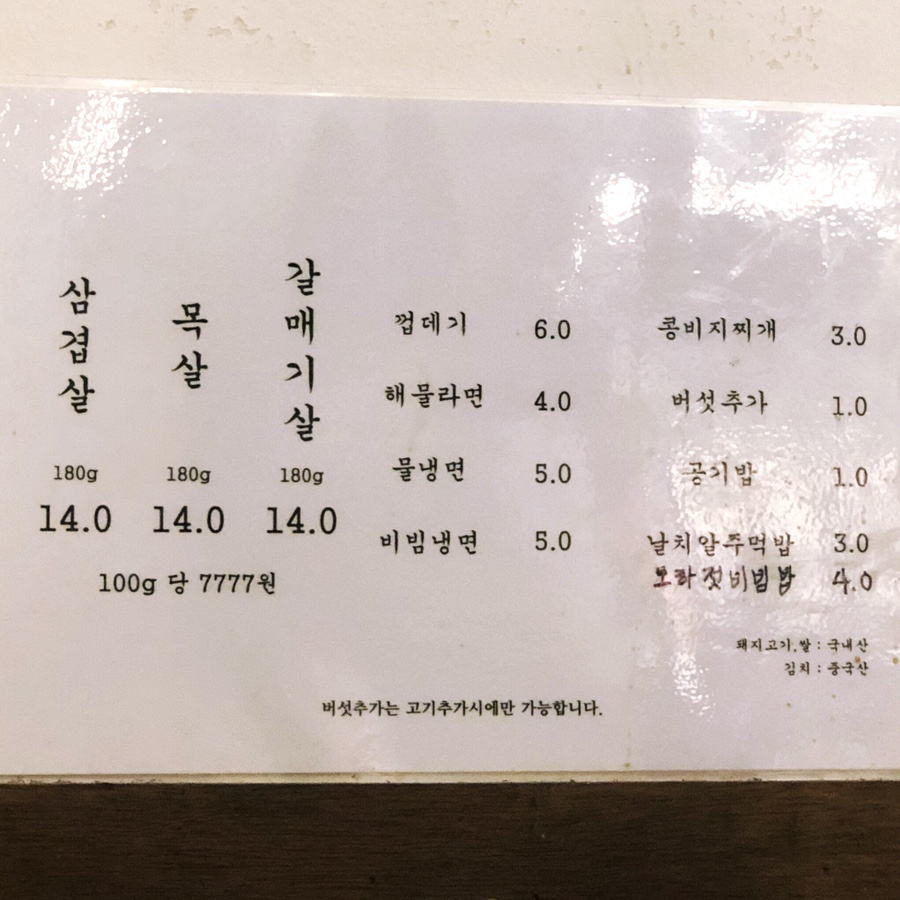 삼겹살
180g
14.0
목살
180g
14.0
갈매기살
180g
14.0
100g 당 7777원
껍데기 6.0
해물라면 4.0
물냉면 5.0
비빔냉면 5.0
콩비지찌개 3.0
버섯추가 1.0
공기밥 1.0
날치알주먹밥 3.0
꼬막젓비빔밥 4.0
돼지고기,쌀 : 국내산
김치 : 중국산
버섯추가는 고기추가시에만 가능합니다.